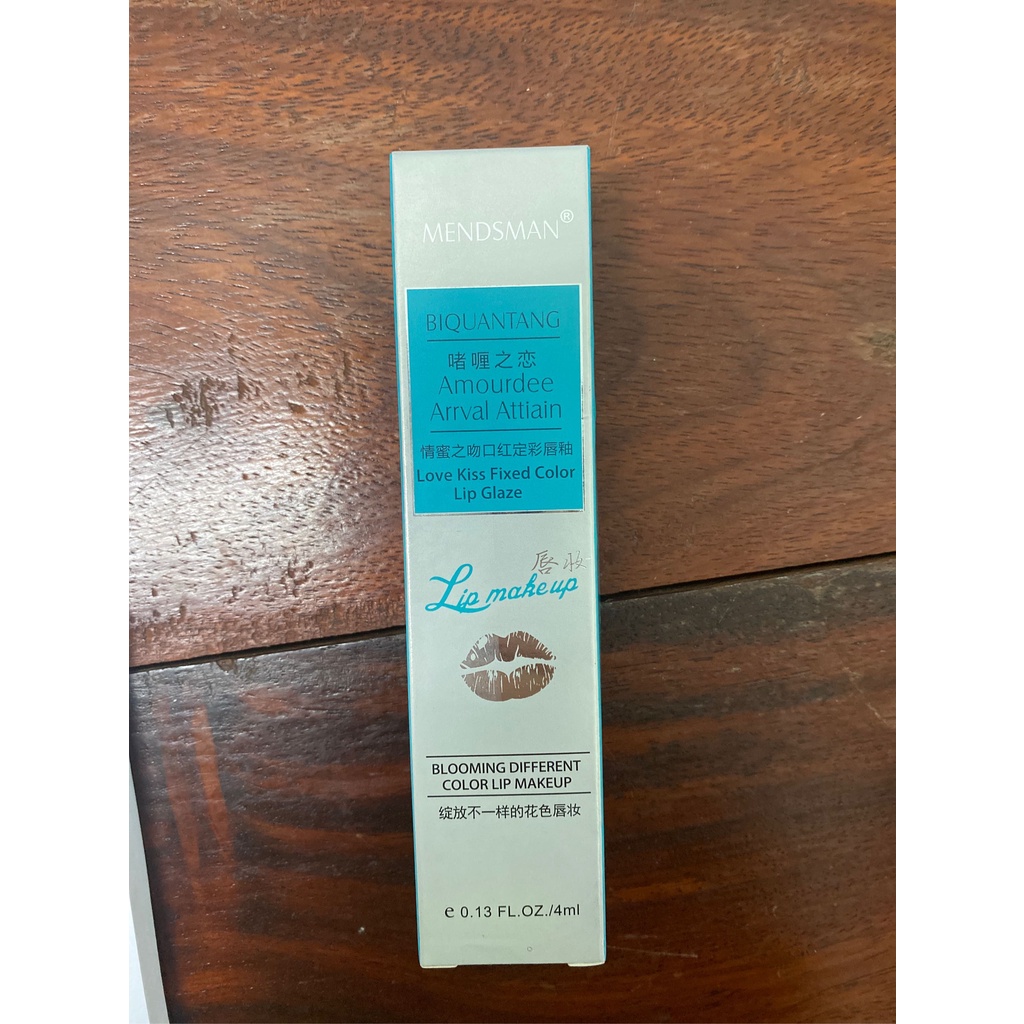 MENDSMAN®
BIQUANTANG
啫喱之恋
Amourdee
Arrval Attiain
情蜜之吻口红定彩唇釉
Love Kiss Fixed Color
Lip Glaze
唇妆
Lip makeup
BLOOMING DIFFERENT
COLOR LIP MAKEUP
绽放不一样的花色唇妆
e 0.13 FL.OZ./4ml